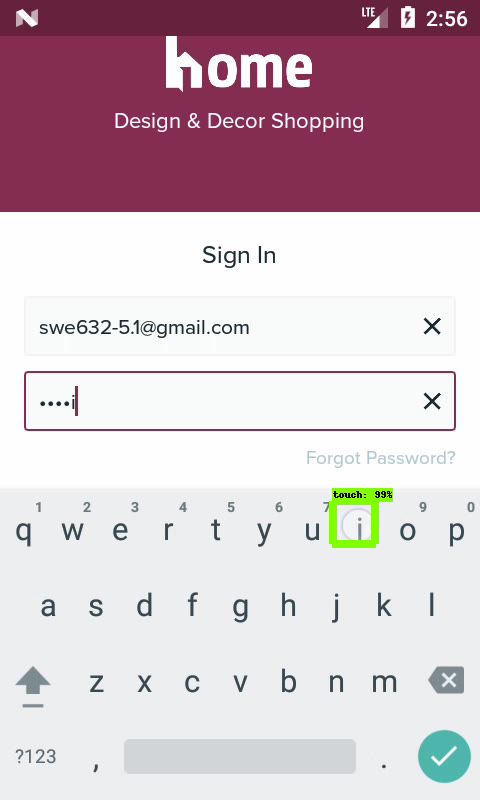 LTE 2:56
home
Design & Decor Shopping
Sign In
swe632-5.1@gmail.com
••••i
Forgot Password?
touch: 99%
1 2 3 4 5 6 7 9 0
q w e r t y u i o p
a s d f g h j k l
z x c v b n m
?123 , .